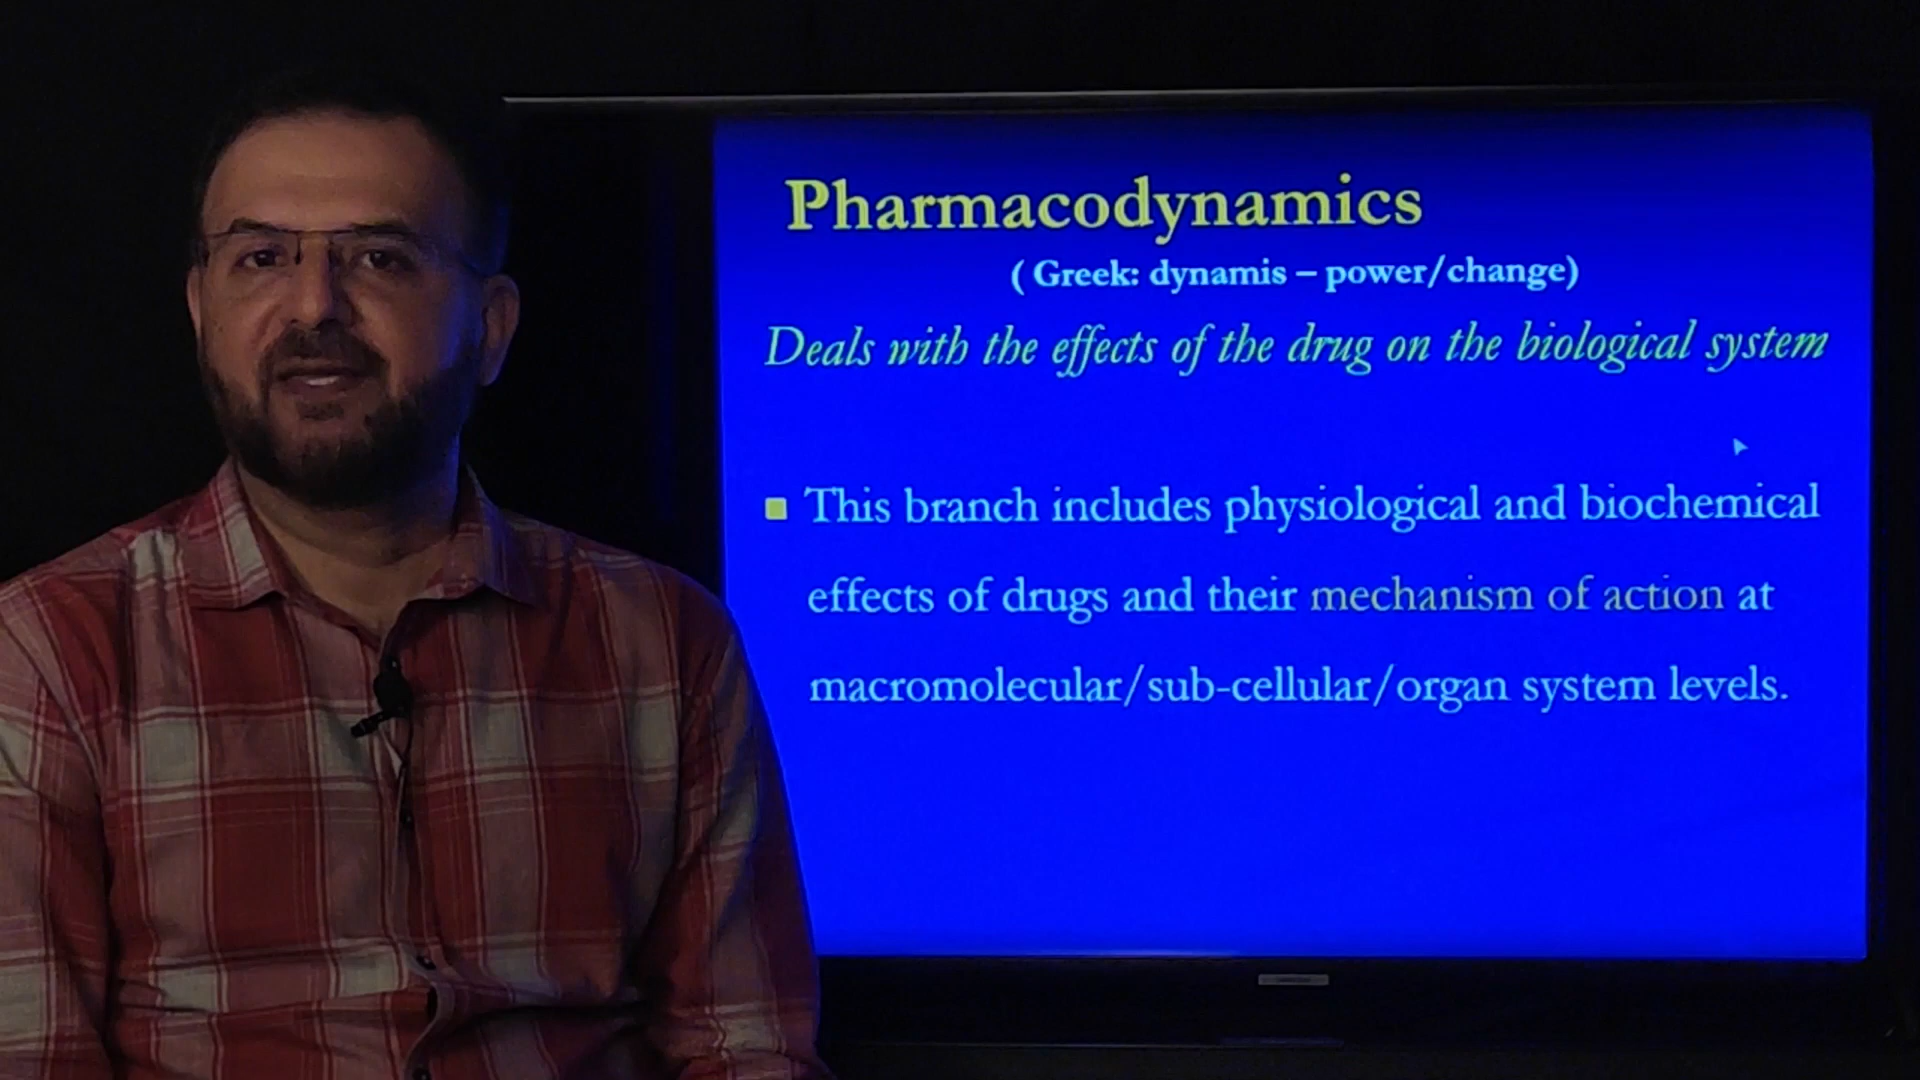 Pharmacodynamics
( Greek: dynamis – power/change)
Deals with the effects of the drug on the biological system
This branch includes physiological and biochemical
effects of drugs and their mechanism of action at
macromolecular/sub-cellular/organ system levels.